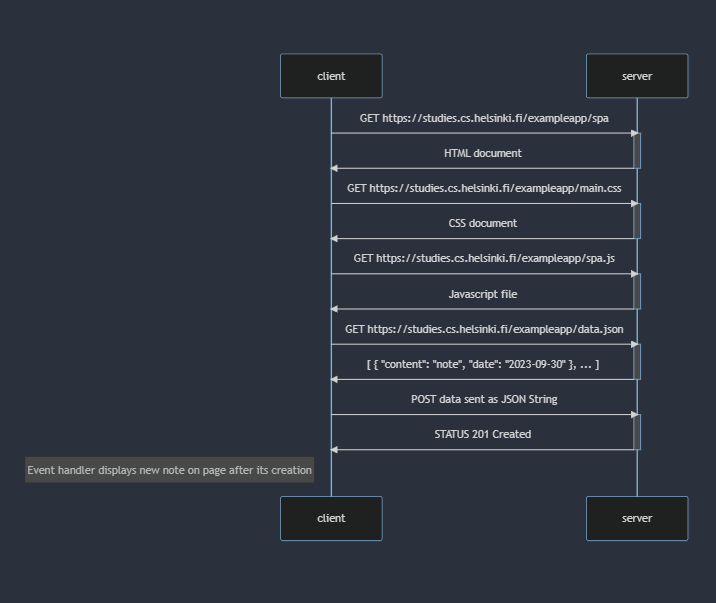 client
server
GET https://studies.cs.helsinki.fi/exampleapp/spa
HTML document
GET https://studies.cs.helsinki.fi/exampleapp/main.css
CSS document
GET https://studies.cs.helsinki.fi/exampleapp/spa.js
Javascript file
GET https://studies.cs.helsinki.fi/exampleapp/data.json
[ { "content": "note", "date": "2023-09-30" }, ... ]
POST data sent as JSON String
STATUS 201 Created
Event handler displays new note on page after its creation
client
server